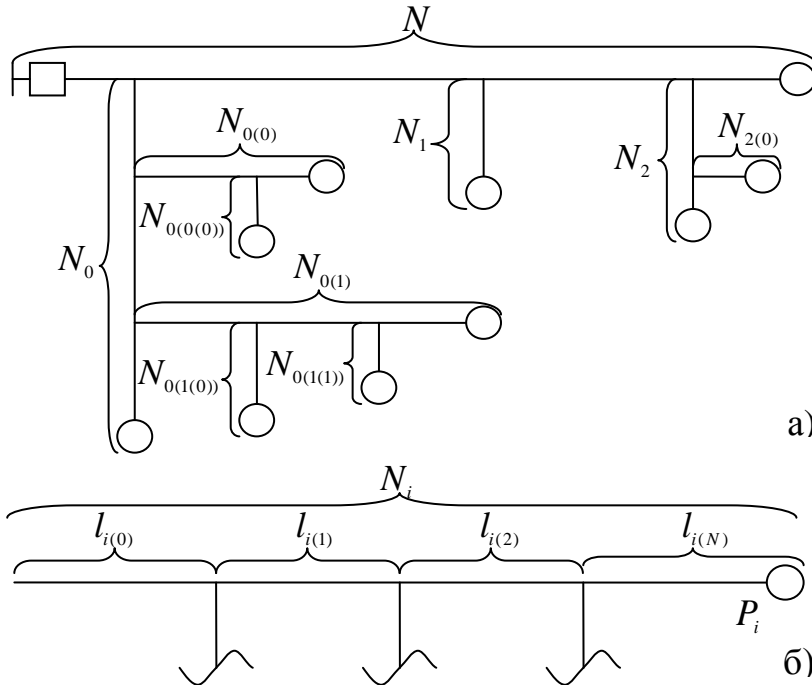 N
N₀₍₀₎
N₁
N₂
N₂₍₀₎
N₀₍₀₍₀₎₎
N₀
N₀₍₁₎
N₀₍₁₍₀₎₎
N₀₍₁₍₁₎₎
а)
Nᵢ
lᵢ₍₀₎ lᵢ₍₁₎ lᵢ₍₂₎ l_{i(N)}
Pᵢ
б)